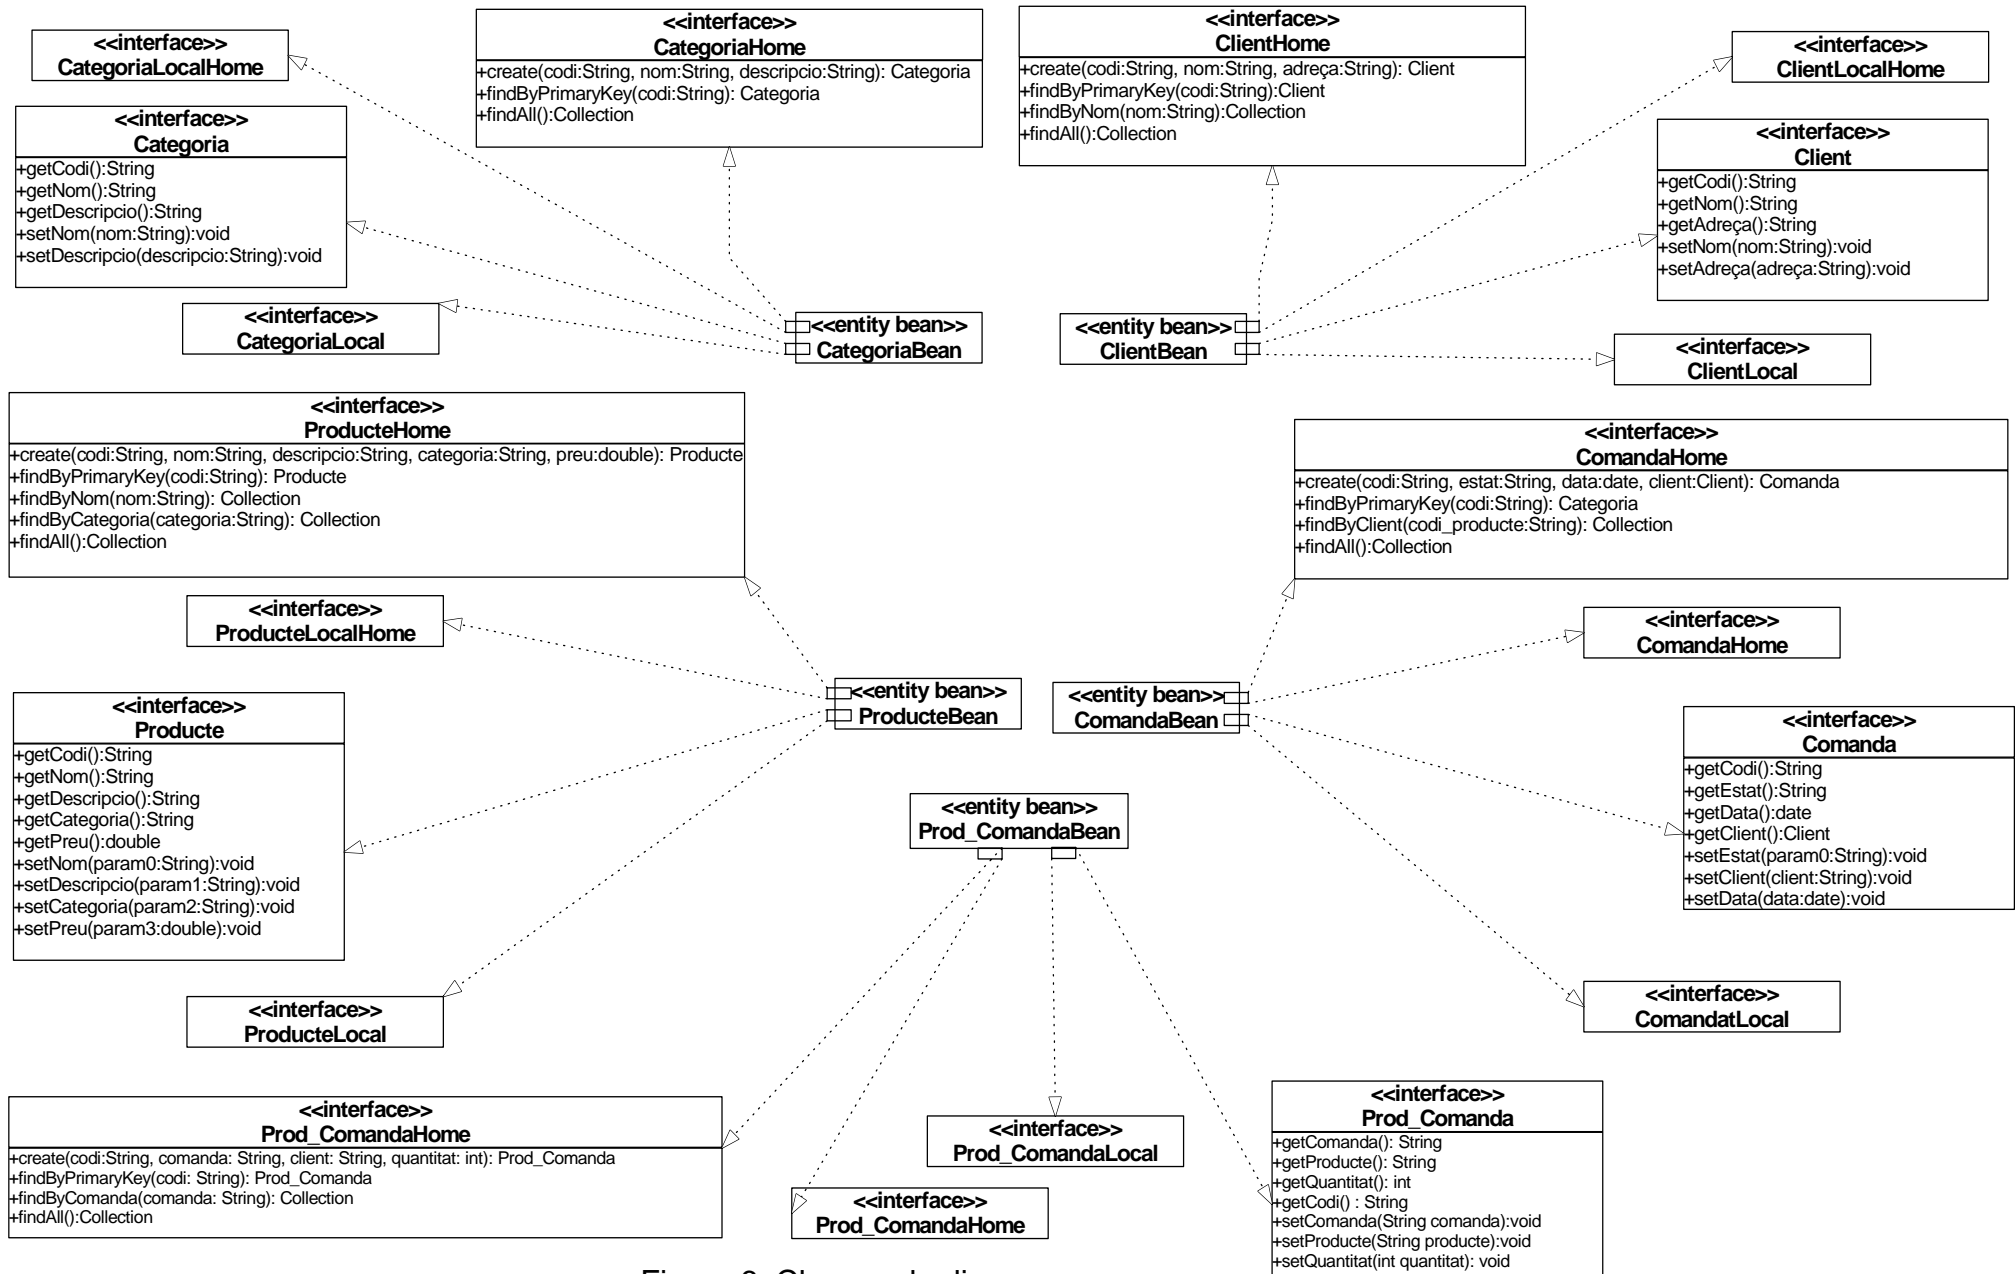 <<interface>>
CategoriaLocalHome
<<interface>>
CategoriaHome
+create(codi:String, nom:String, descripcio:String): Categoria
+findByPrimaryKey(codi:String): Categoria
+findAll():Collection
<<interface>>
ClientHome
+create(codi:String, nom:String, adreça:String): Client
+findByPrimaryKey(codi:String):Client
+findByNom(nom:String):Collection
+findAll():Collection
<<interface>>
ClientLocalHome
<<interface>>
Categoria
+getCodi():String
+getNom():String
+getDescripcio():String
+setNom(nom:String):void
+setDescripcio(descripcio:String):void
<<interface>>
Client
+getCodi():String
+getNom():String
+getAdreça():String
+setNom(nom:String):void
+setAdreça(adreça:String):void
<<interface>>
CategoriaLocal
<<entity bean>>
CategoriaBean
<<entity bean>>
ClientBean
<<interface>>
ClientLocal
<<interface>>
ProducteHome
+create(codi:String, nom:String, descripcio:String, categoria:String, preu:double): Producte
+findByPrimaryKey(codi:String): Producte
+findByNom(nom:String): Collection
+findByCategoria(categoria:String): Collection
+findAll():Collection
<<interface>>
ComandaHome
+create(codi:String, estat:String, data:date, client:Client): Comanda
+findByPrimaryKey(codi:String): Categoria
+findByClient(codi_producte:String): Collection
+findAll():Collection
<<interface>>
ProducteLocalHome
<<interface>>
ComandaHome
<<entity bean>>
ProducteBean
<<entity bean>>
ComandaBean
<<interface>>
Producte
+getCodi():String
+getNom():String
+getDescripcio():String
+getCategoria():String
+getPreu():double
+setNom(param0:String):void
+setDescripcio(param1:String):void
+setCategoria(param2:String):void
+setPreu(param3:double):void
<<interface>>
Comanda
+getCodi():String
+getEstat():String
+getData():date
+getClient():Client
+setEstat(param0:String):void
+setClient(client:String):void
+setData(data:date):void
<<entity bean>>
Prod_ComandaBean
<<interface>>
ProducteLocal
<<interface>>
ComandatLocal
<<interface>>
Prod_ComandaHome
+create(codi:String, comanda: String, client: String, quantitat: int): Prod_Comanda
+findByPrimaryKey(codi: String): Prod_Comanda
+findByComanda(comanda: String): Collection
+findAll():Collection
<<interface>>
Prod_ComandaLocal
<<interface>>
Prod_ComandaHome
<<interface>>
Prod_Comanda
+getComanda(): String
+getProducte(): String
+getQuantitat(): int
+getCodi() : String
+setComanda(String comanda):void
+setProducte(String producte):void
+setQuantitat(int quantitat): void